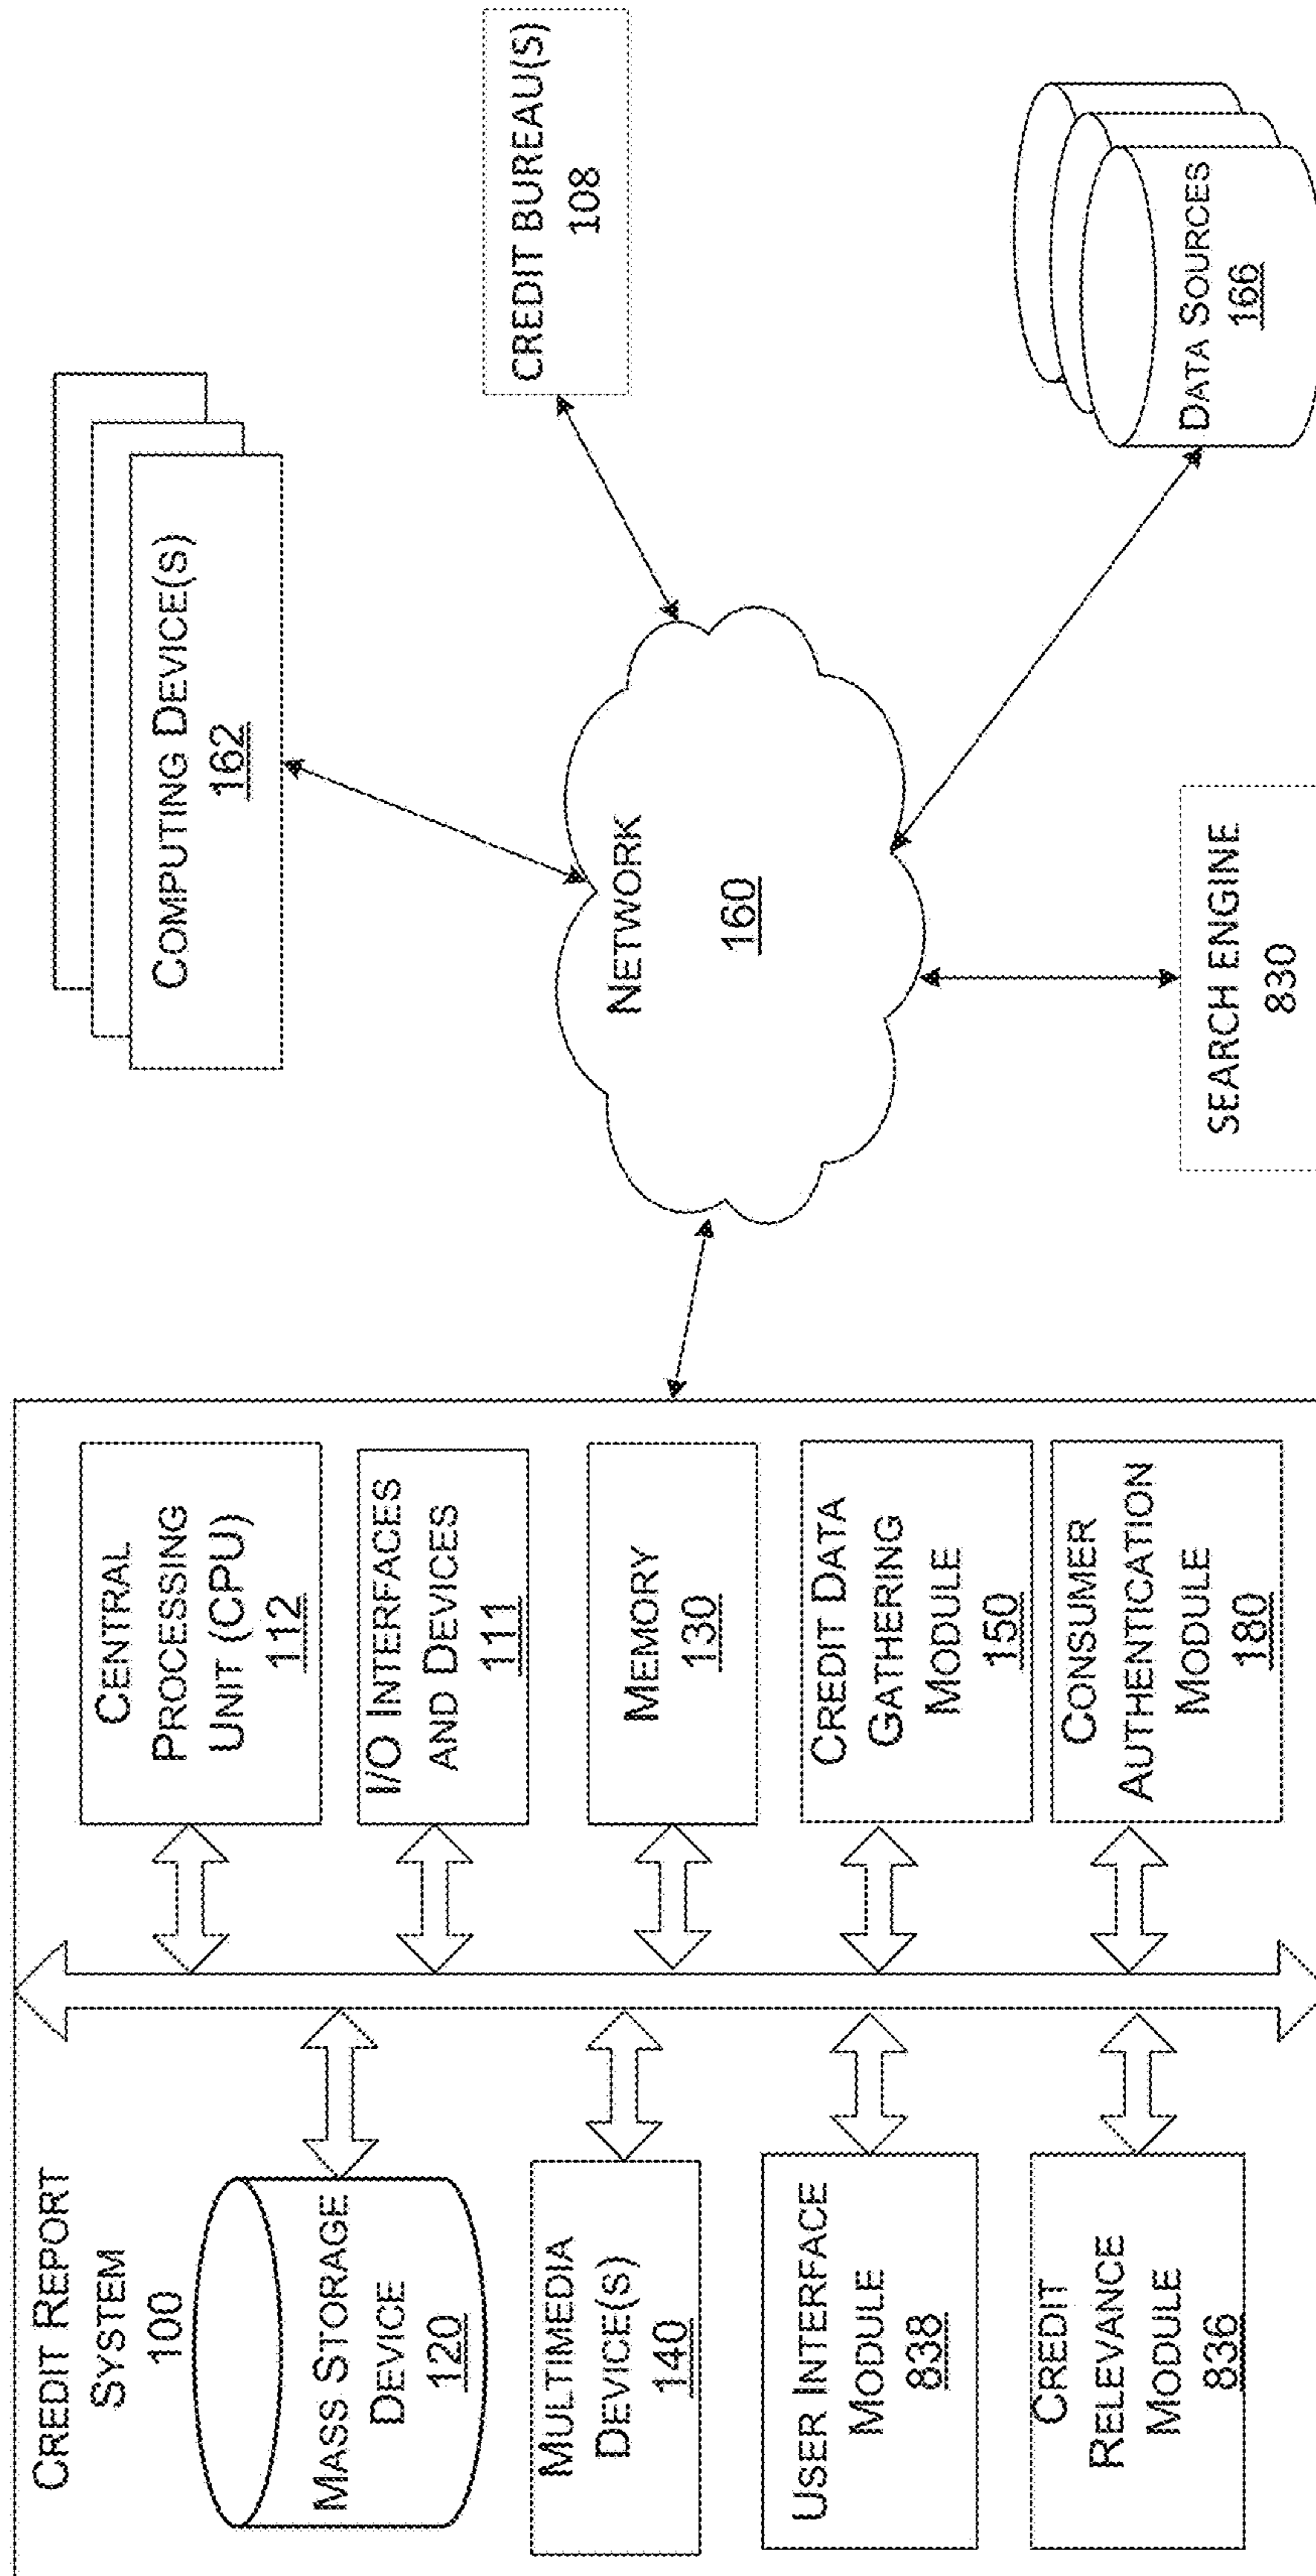 CREDIT REPORT
SYSTEM
100
MASS STORAGE
DEVICE
120
MULTIMEDIA
DEVICE(S)
140
USER INTERFACE
MODULE
838
CREDIT
RELEVANCE
MODULE
836
CENTRAL
PROCESSING
UNIT (CPU)
112
I/O INTERFACES
AND DEVICES
111
MEMORY
130
CREDIT DATA
GATHERING
MODULE
150
CONSUMER
AUTHENTICATION
MODULE
180
COMPUTING DEVICE(S)
162
NETWORK
160
CREDIT BUREAU(S)
108
SEARCH ENGINE
830
DATA SOURCES
166